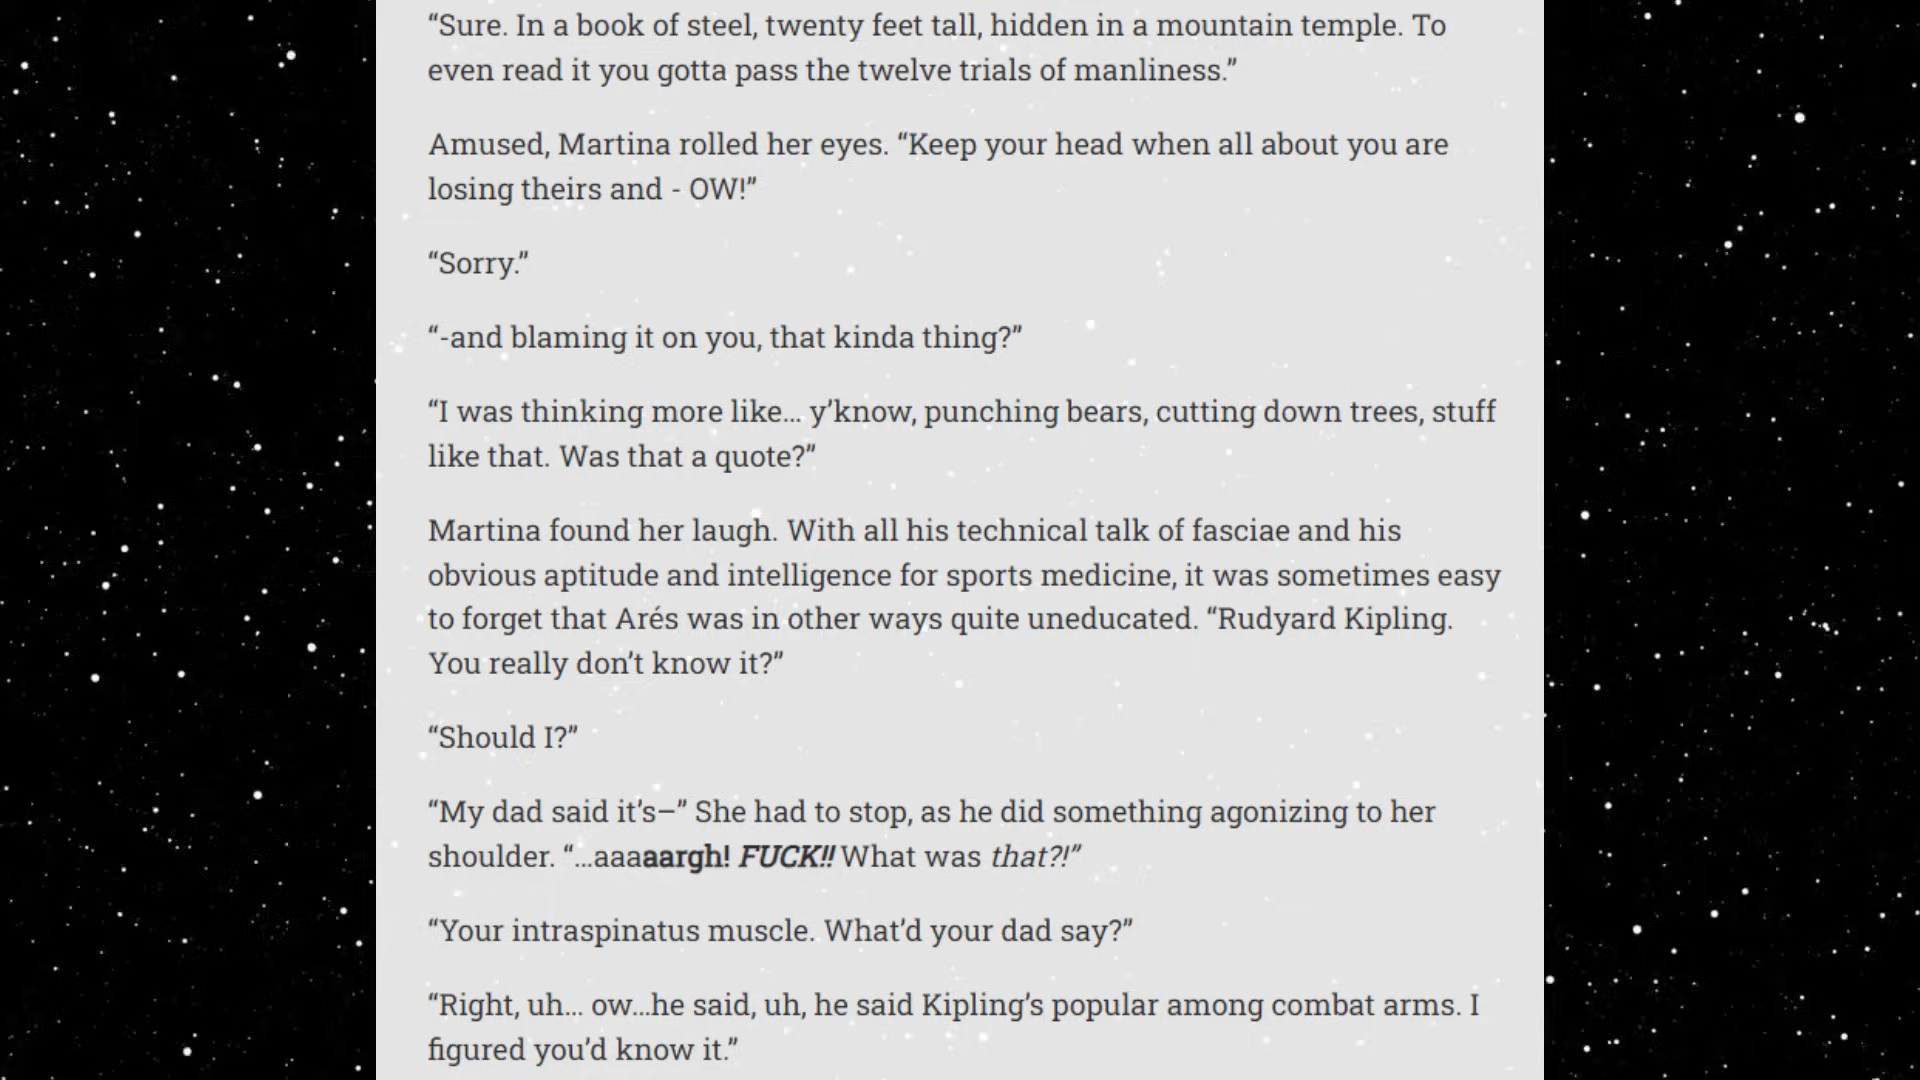 “Sure. In a book of steel, twenty feet tall, hidden in a mountain temple. To
even read it you gotta pass the twelve trials of manliness.”
Amused, Martina rolled her eyes. “Keep your head when all about you are
losing theirs and - OW!”
“Sorry.”
“-and blaming it on you, that kinda thing?”
“I was thinking more like… y’know, punching bears, cutting down trees, stuff
like that. Was that a quote?”
Martina found her laugh. With all his technical talk of fasciae and his
obvious aptitude and intelligence for sports medicine, it was sometimes easy
to forget that Arés was in other ways quite uneducated. “Rudyard Kipling.
You really don’t know it?”
“Should I?”
“My dad said it’s–” She had to stop, as he did something agonizing to her
shoulder. “…aaaaargh! FUCK!! What was that?!”
“Your intraspinatus muscle. What’d your dad say?”
“Right, uh… ow…he said, uh, he said Kipling’s popular among combat arms. I
figured you’d know it.”